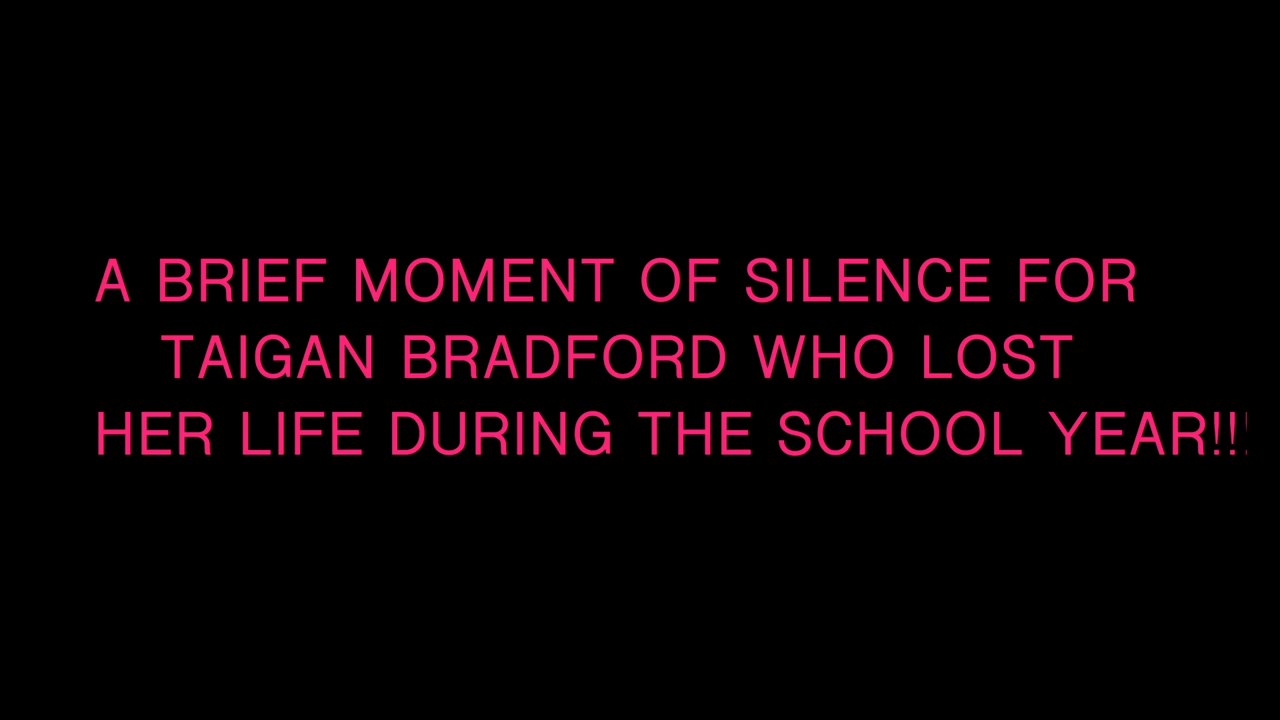 A BRIEF MOMENT OF SILENCE FOR
TAIGAN BRADFORD WHO LOST
HER LIFE DURING THE SCHOOL YEAR!!!